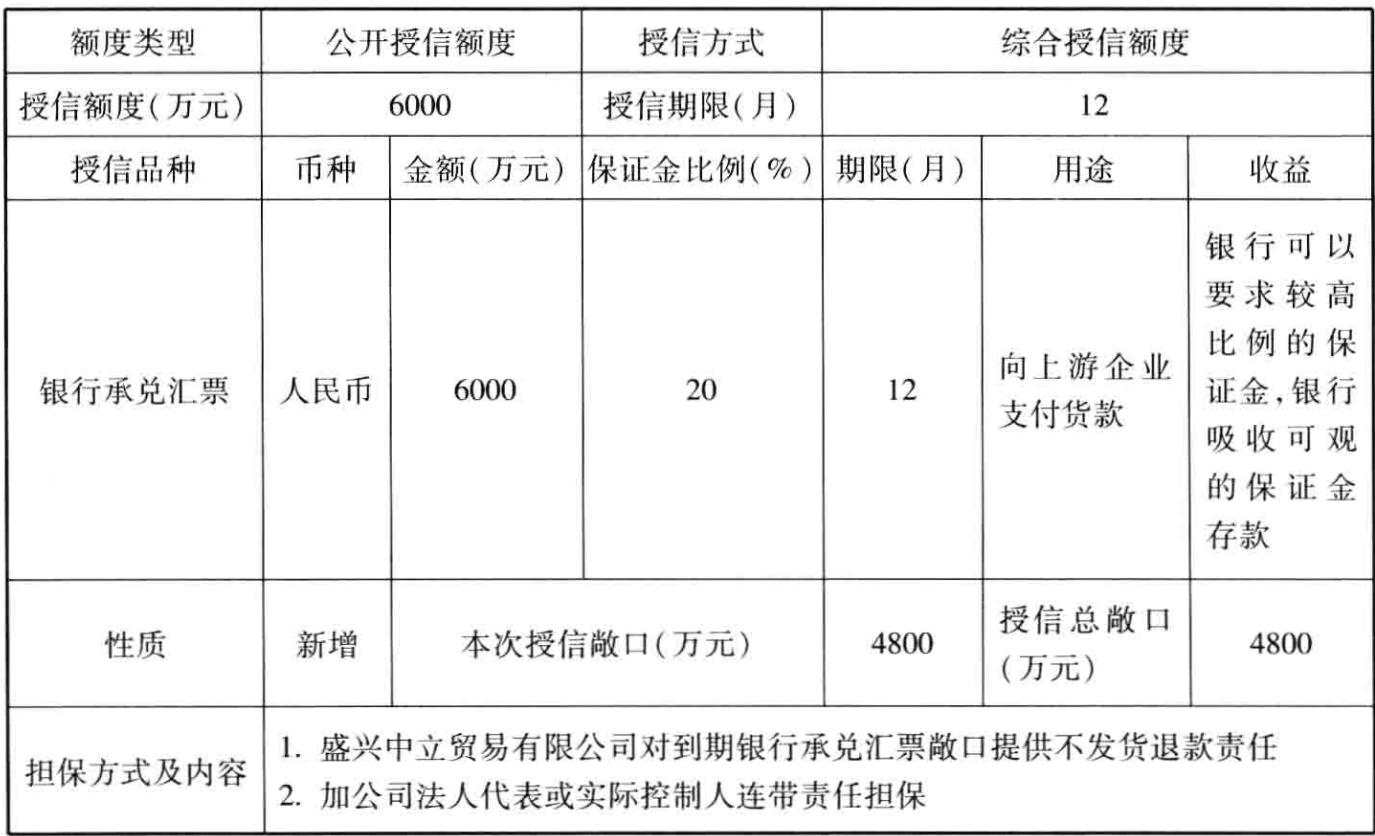 额度类型 公开授信额度 授信方式 综合授信额度
授信额度(万元) 6000 授信期限(月) 12
授信品种 币种 金额(万元) 保证金比例(%) 期限(月) 用途 收益
银行承兑汇票 人民币 6000 20 12
向上游企业
支付货款
银行可以
要求较高
比例的保
证金,银行
吸收可观
的保证金
存款
性质 新增 本次授信敞口(万元) 4800
授信总敞口
(万元)
4800
担保方式及内容
1. 盛兴中立贸易有限公司对到期银行承兑汇票敞口提供不发货退款责任
2. 加公司法人代表或实际控制人连带责任担保